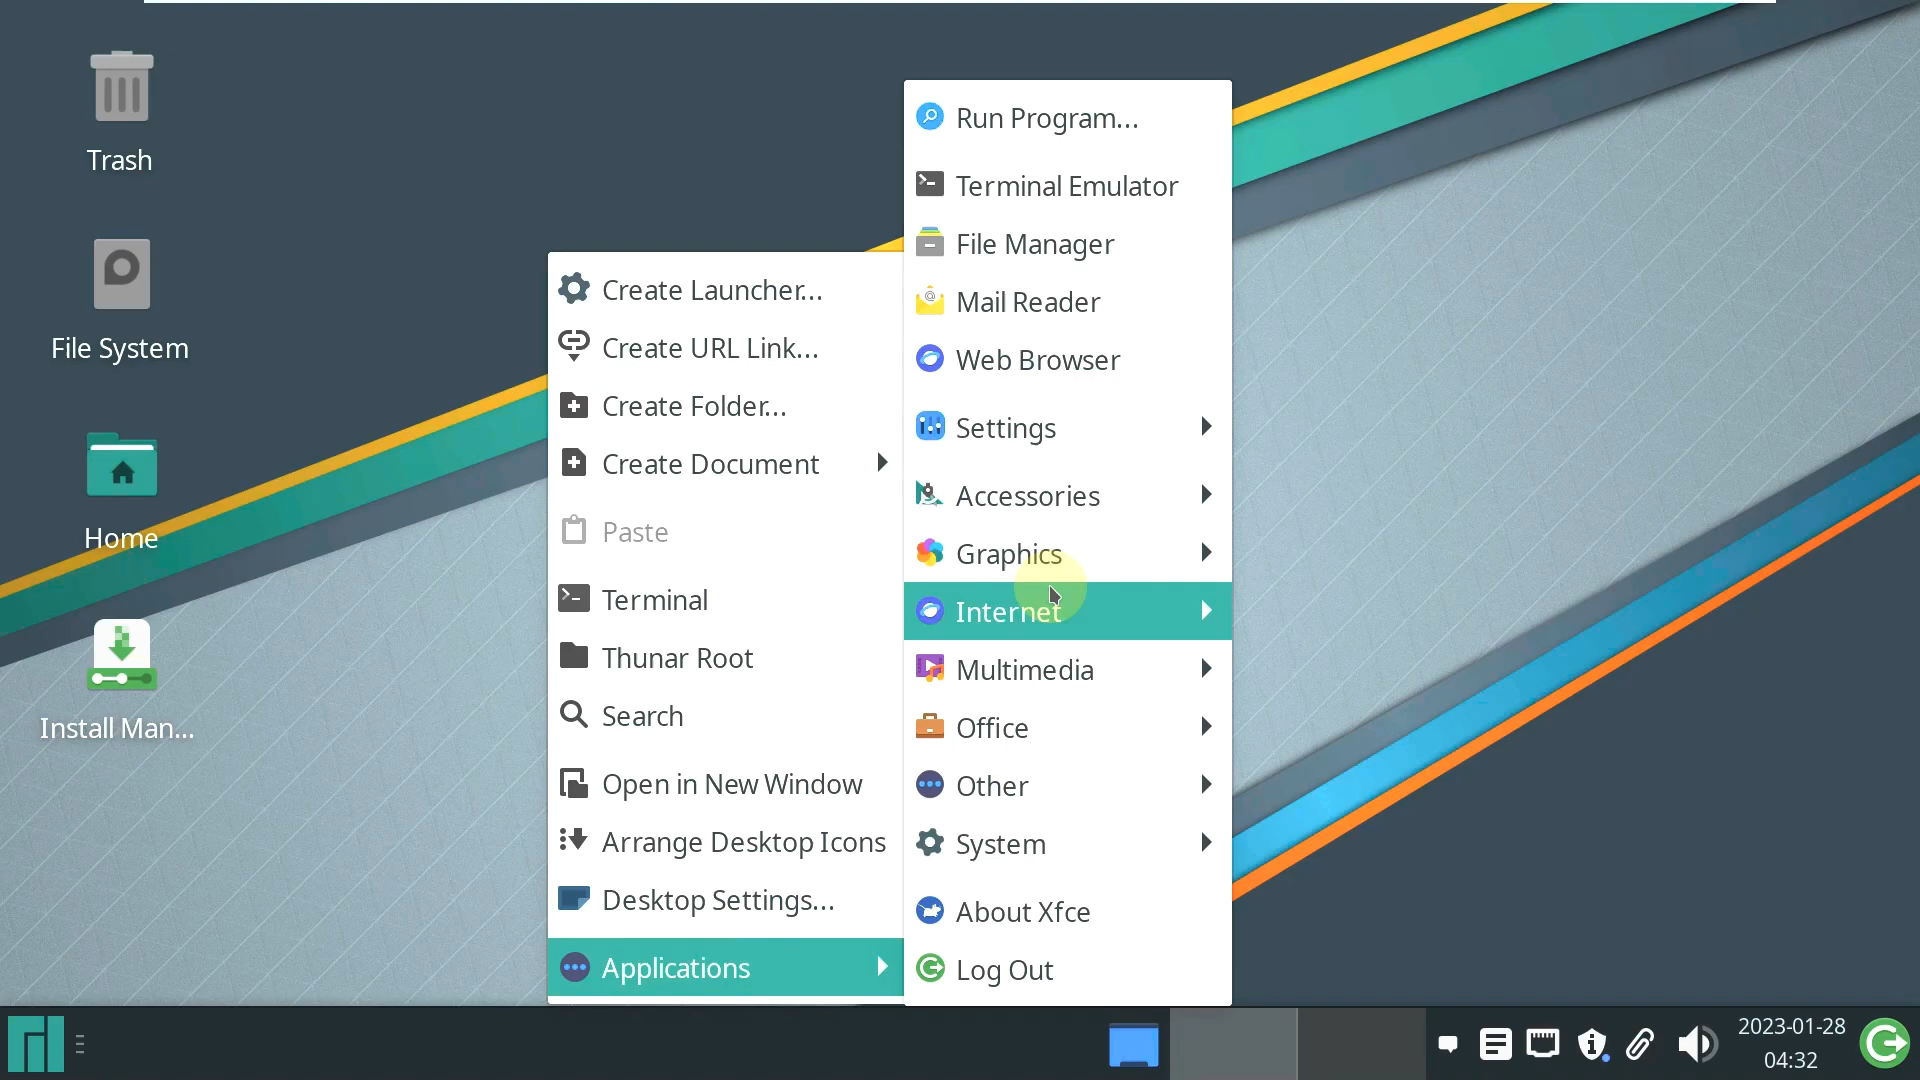 Trash
File System
Home
Install Man...
Create Launcher...
Create URL Link...
Create Folder...
Create Document
Paste
Terminal
Thunar Root
Search
Open in New Window
Arrange Desktop Icons
Desktop Settings...
Applications
Run Program...
Terminal Emulator
File Manager
Mail Reader
Web Browser
Settings
Accessories
Graphics
Internet
Multimedia
Office
Other
System
About Xfce
Log Out
2023-01-28
04:32